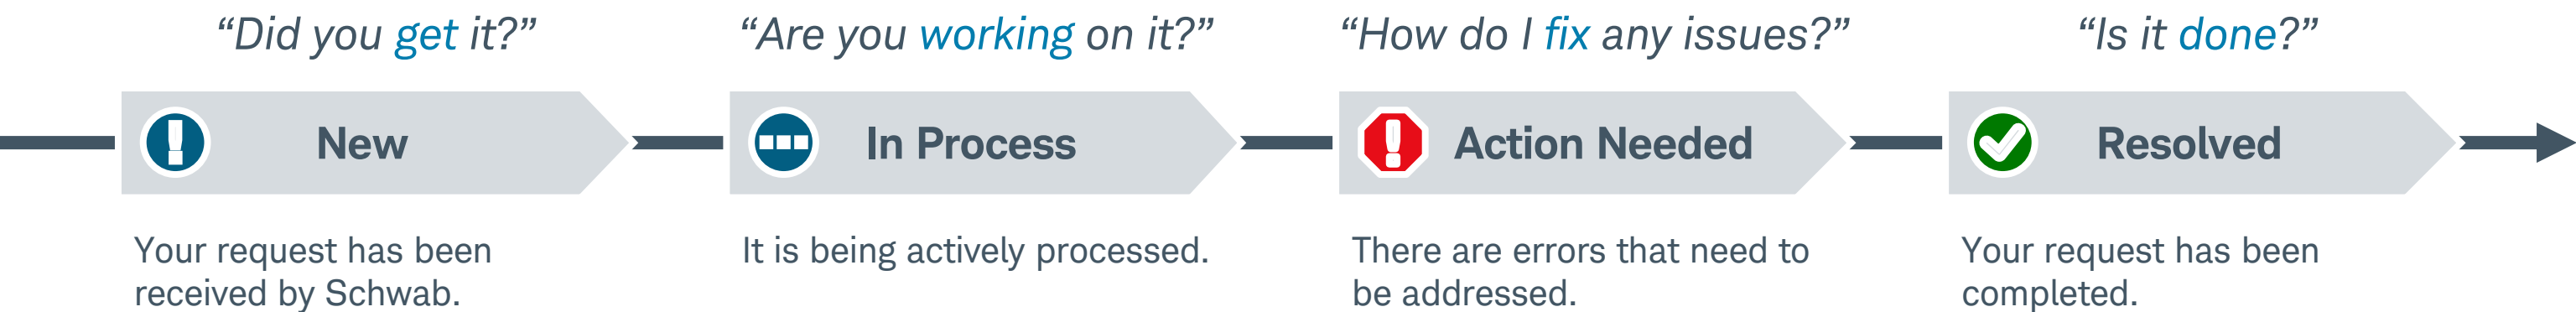 “Did you get it?”
“Are you working on it?”
“How do I fix any issues?”
“Is it done?”
New
In Process
Action Needed
Resolved
Your request has been
received by Schwab.
It is being actively processed.
There are errors that need to
be addressed.
Your request has been
completed.